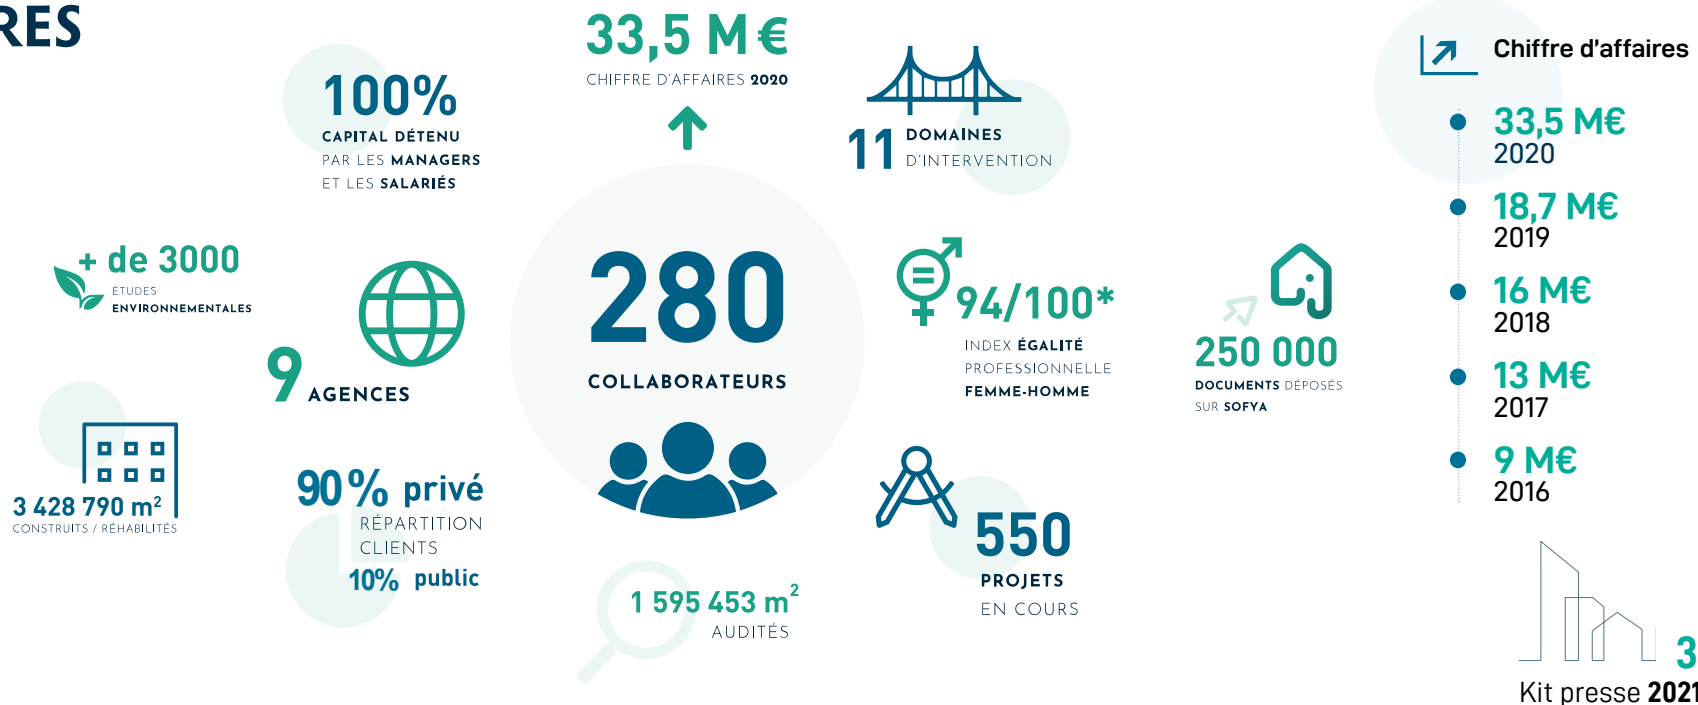 RES
100%
CAPITAL DÉTENU
PAR LES MANAGERS
ET LES SALARIÉS
33,5 M €
CHIFFRE D'AFFAIRES 2020
11 DOMAINES
D'INTERVENTION
+ de 3000
ÉTUDES
ENVIRONNEMENTALES
9 AGENCES
280
COLLABORATEURS
94/100*
INDEX ÉGALITÉ
PROFESSIONNELLE
FEMME-HOMME
250 000
DOCUMENTS DÉPOSÉS
SUR SOFYA
3 428 790 m²
CONSTRUITS / RÉHABILITÉS
90% privé
RÉPARTITION
CLIENTS
10% public
1 595 453 m²
AUDITÉS
550
PROJETS
EN COURS
Chiffre d'affaires
33,5 M€
2020
18,7 M€
2019
16 M€
2018
13 M€
2017
9 M€
2016
3
Kit presse 2021